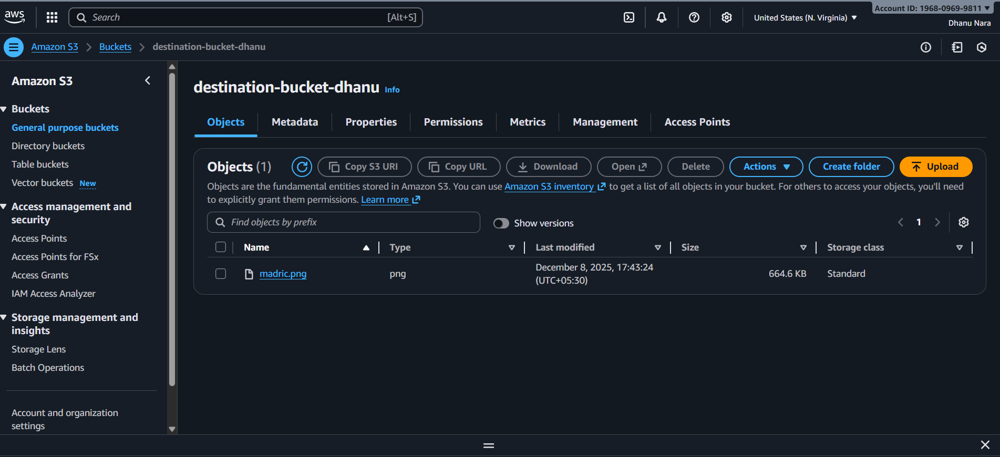 aws
Search
[Alt+S]
United States (N. Virginia)
Account ID: 1968-0969-9811
Dhanu Nara
Amazon S3
Buckets
destination-bucket-dhanu
Amazon S3
Buckets
General purpose buckets
Directory buckets
Table buckets
Vector buckets New
Access management and
security
Access Points
Access Points for FSx
Access Grants
IAM Access Analyzer
Storage management and
insights
Storage Lens
Batch Operations
Account and organization
settings
destination-bucket-dhanu Info
Objects Metadata Properties Permissions Metrics Management Access Points
Objects (1) Copy S3 URI Copy URL Download Open Delete Actions Create folder Upload
Objects are the fundamental entities stored in Amazon S3. You can use Amazon S3 inventory to get a list of all objects in your bucket. For others to access your objects, you'll need
to explicitly grant them permissions. Learn more
Find objects by prefix Show versions 1
Name Type Last modified Size Storage class
madric.png png December 8, 2025, 17:43:24 (UTC+05:30) 664.6 KB Standard